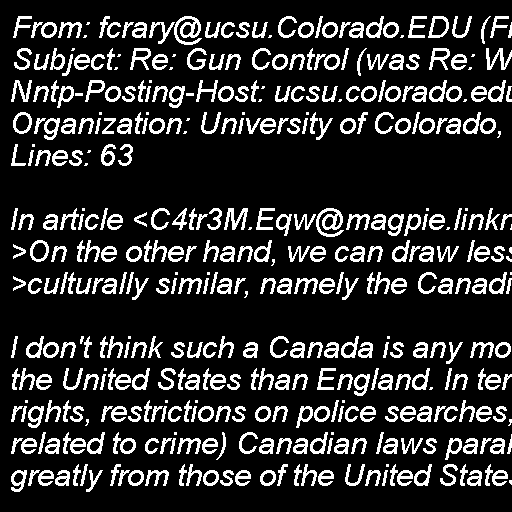 From: fcrary@ucsu.Colorado.EDU (
Subject: Re: Gun Control (was Re:
Nntp-Posting-Host: ucsu.colorado.edu
Organization: University of Colorado,
Lines: 63

In article <C4tr3M.Eqw@magpie.linkn
>On the other hand, we can draw less
>culturally similar, namely the Canadi

I don't think such a Canada is any mo
the United States than England. In ter
rights, restrictions on police searches,
related to crime) Canadian laws paral
greatly from those of the United States